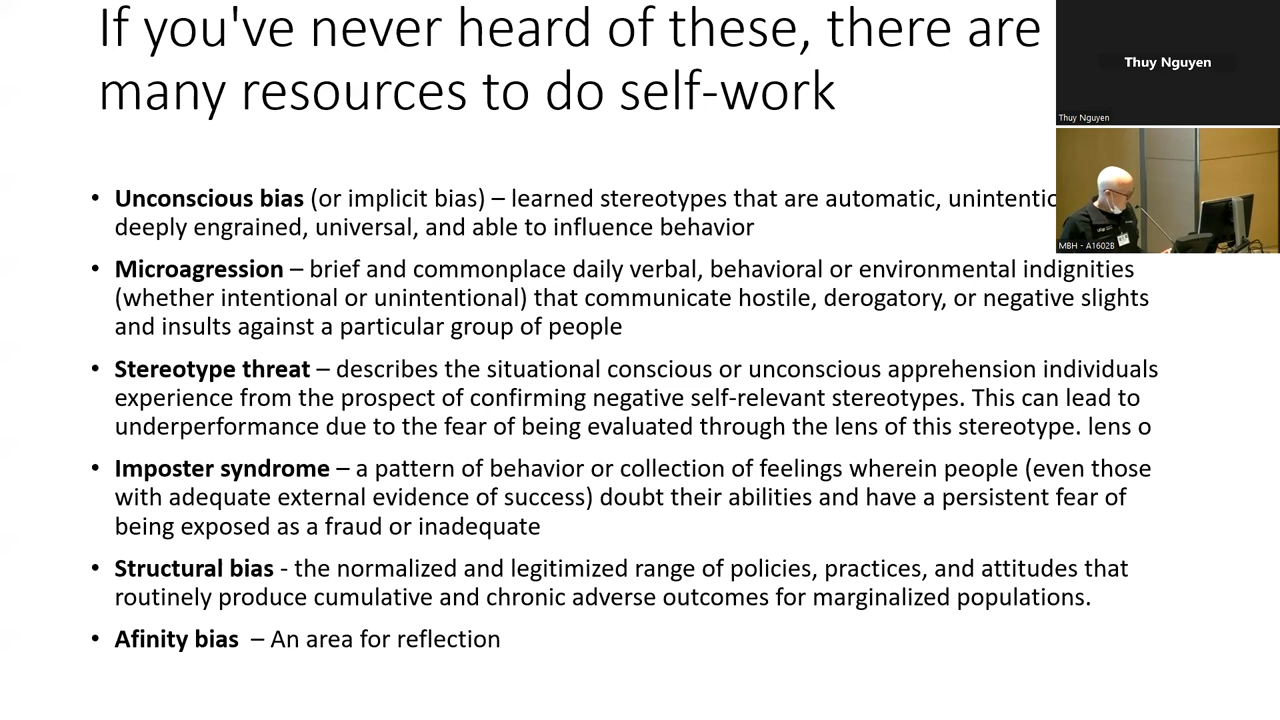 If you've never heard of these, there are
many resources to do self-work
Thuy Nguyen
Thuy Nguyen
MBH - A1602B
• Unconscious bias (or implicit bias) – learned stereotypes that are automatic, unintentio
deeply engrained, universal, and able to influence behavior
• Microagression – brief and commonplace daily verbal, behavioral or environmental indignities
(whether intentional or unintentional) that communicate hostile, derogatory, or negative slights
and insults against a particular group of people
• Stereotype threat – describes the situational conscious or unconscious apprehension individuals
experience from the prospect of confirming negative self-relevant stereotypes. This can lead to
underperformance due to the fear of being evaluated through the lens of this stereotype. lens o
• Imposter syndrome – a pattern of behavior or collection of feelings wherein people (even those
with adequate external evidence of success) doubt their abilities and have a persistent fear of
being exposed as a fraud or inadequate
• Structural bias - the normalized and legitimized range of policies, practices, and attitudes that
routinely produce cumulative and chronic adverse outcomes for marginalized populations.
• Afinity bias – An area for reflection